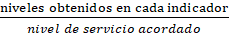 niveles obtenidos en cada indicador
nivel de servicio acordado